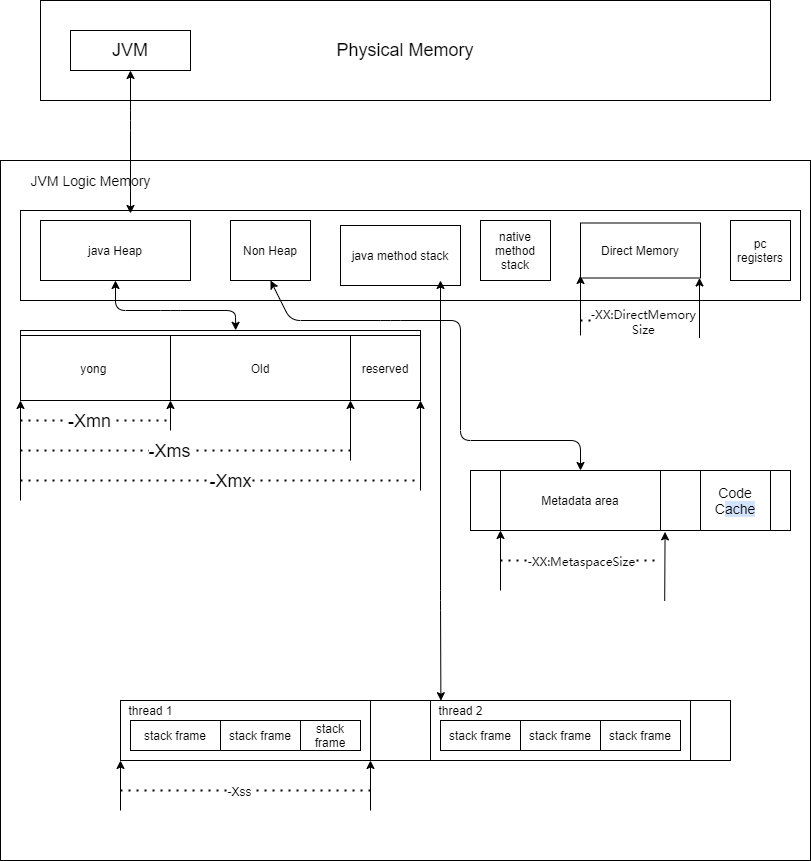 JVM
Physical Memory
JVM Logic Memory
java Heap
Non Heap
java method stack
native
method
stack
Direct Memory
pc
registers
-XX:DirectMemory
Size
yong
Old
reserved
-Xmn
-Xms
-Xmx
Metadata area
Code
Cache
-XX:MetaspaceSize
thread 1
stack frame
stack frame
stack
frame
thread 2
stack frame
stack frame
stack frame
-Xss